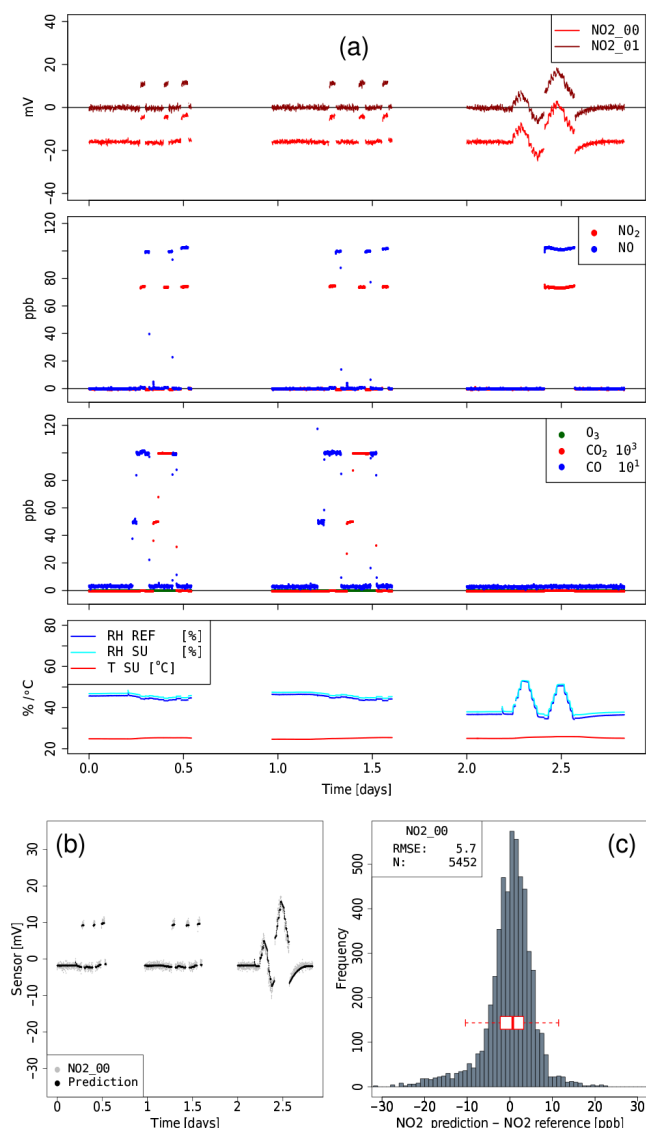 (a)
NO2_00
NO2_01
40
20
0
−20
−40
mV
NO₂
NO
120
100
80
60
40
20
0
ppb
O₃
CO₂ 10³
CO 10¹
120
100
80
60
40
20
0
ppb
RH REF [%]
RH SU [%]
T SU [°C]
80
60
40
20
% /°C
0.0 0.5 1.0 1.5 2.0 2.5
Time [days]
(b)
30
20
10
0
−10
−20
−30
Sensor [mV]
NO2_00
Prediction
0 0.5 1 1.5 2 2.5
Time [days]
(c)
NO2_00
RMSE: 5.7
N: 5452
500
400
300
200
100
0
Frequency
−30 −20 −10 0 10 20 30
NO2 prediction − NO2 reference [ppb]